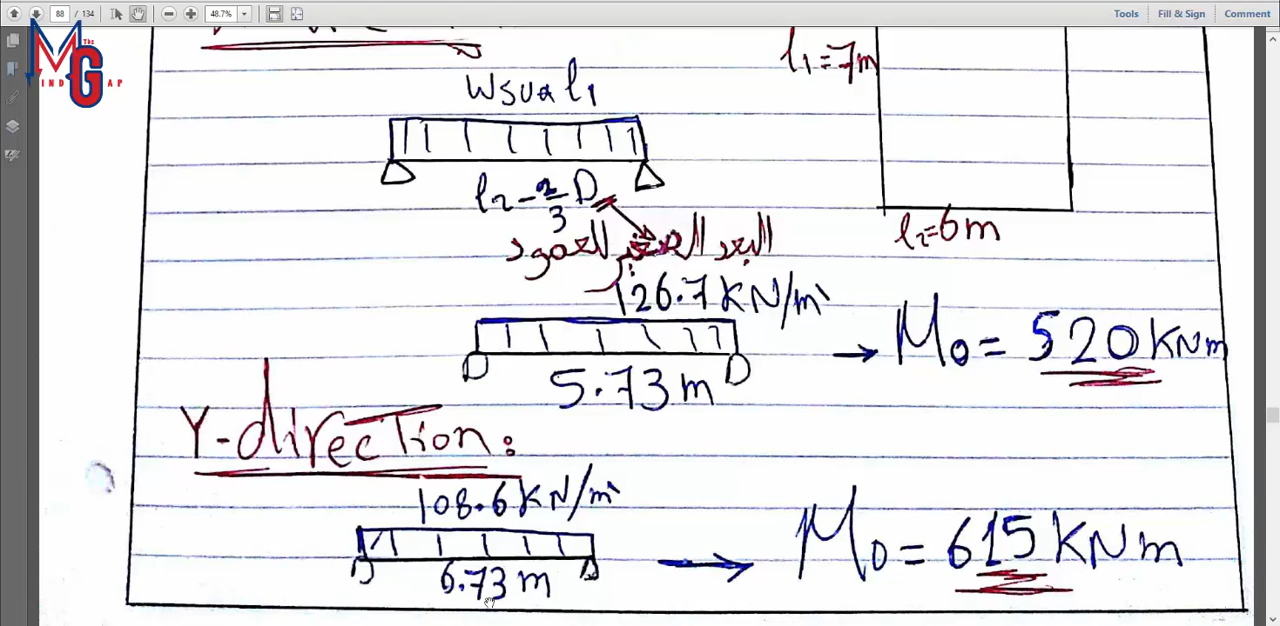 88 / 134
48.7%
Tools
Fill & Sign
Comment
The
MIND GAP
l1=7m
wsua l1
l2 - 2/3 D
l2=6m
البعد الصغير العمود
126.7 KN/m`
5.73 m
Mo = 520 KNm
Y-direction:
108.6 KN/m`
6.73 m
Mo = 615 KNm